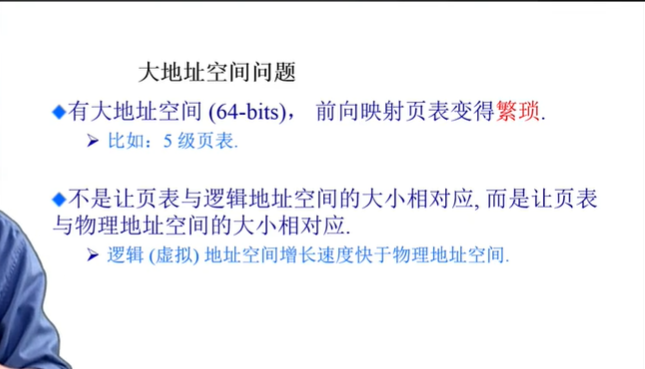 大地址空间问题
◆有大地址空间 (64-bits)， 前向映射页表变得繁琐.
➢ 比如：5 级页表.
◆不是让页表与逻辑地址空间的大小相对应, 而是让页表
与物理地址空间的大小相对应.
➢ 逻辑 (虚拟) 地址空间增长速度快于物理地址空间.